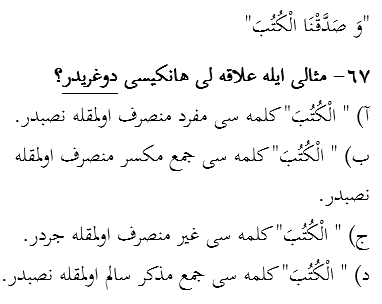 "وَ صَدَّقْنَا الْكُتُبَ"
٦٧- مثالى ايله علاقه لى هانكيسى دوغريدر؟
آ) " الْكُتُبَ" كلمه سى مفرد منصرف اولمقله نصبدر.
ب) " الْكُتُبَ" كلمه سى جمع مكسر منصرف اولمقله
نصبدر.
ج) " الْكُتُبَ" كلمه سى غير منصرف اولمقله جردر.
د) " الْكُتُبَ" كلمه سى جمع مذكر سالم اولمقله نصبدر.